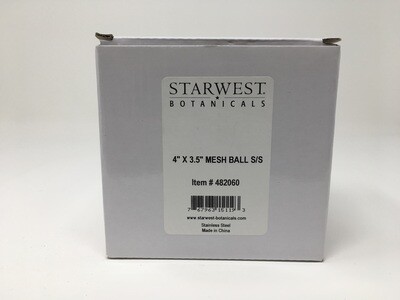 STARWEST
BOTANICALS
4" X 3.5" MESH BALL S/S
Item # 482060
www.starwest-botanicals.com
Stainless Steel
Made in China